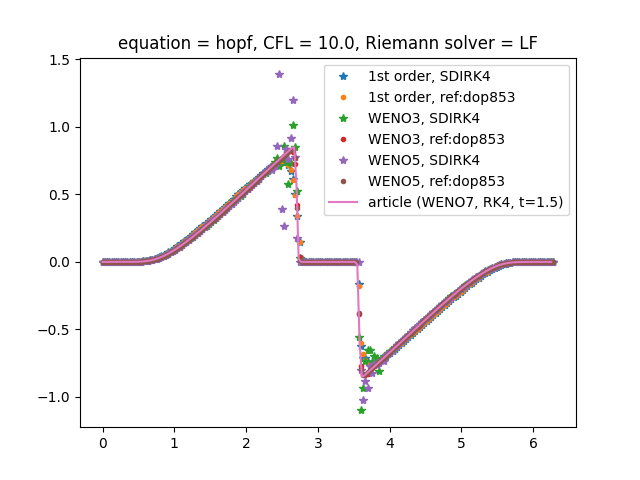 equation = hopf, CFL = 10.0, Riemann solver = LF
1st order, SDIRK4
1st order, ref:dop853
WENO3, SDIRK4
WENO3, ref:dop853
WENO5, SDIRK4
WENO5, ref:dop853
article (WENO7, RK4, t=1.5)
1.5
1.0
0.5
0.0
−0.5
−1.0
0 1 2 3 4 5 6